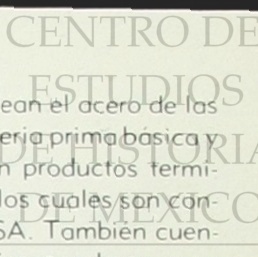 CENTRO DE
ESTUDIOS
ean el acero de las
eria prima básica y
DE HISTORIA
n productos termi-
los cuales son con-
DE MEXICO
SA. También cuen-